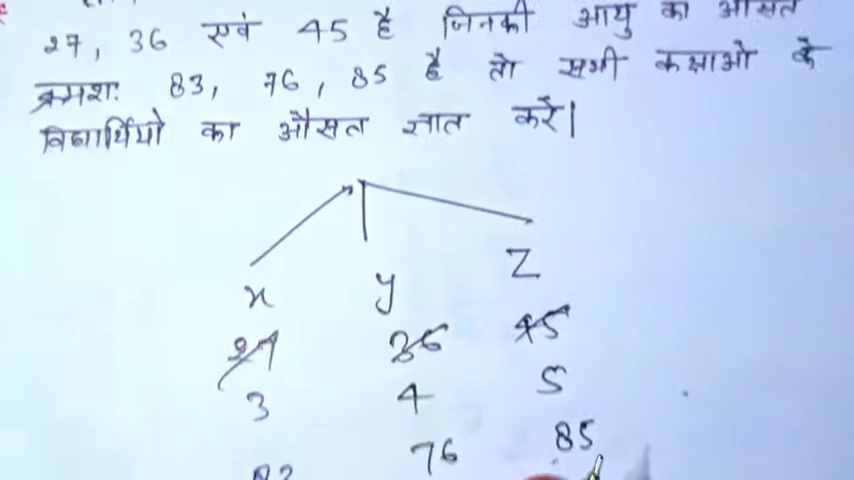 27, 36 एवं 45 है जिनकी आयु का औसत
क्रमशः 83, 76, 85 है तो सभी कक्षाओ के
विद्यार्थियो का औसत ज्ञात करें।
x y Z
27 36 45
3 4 5
76 85